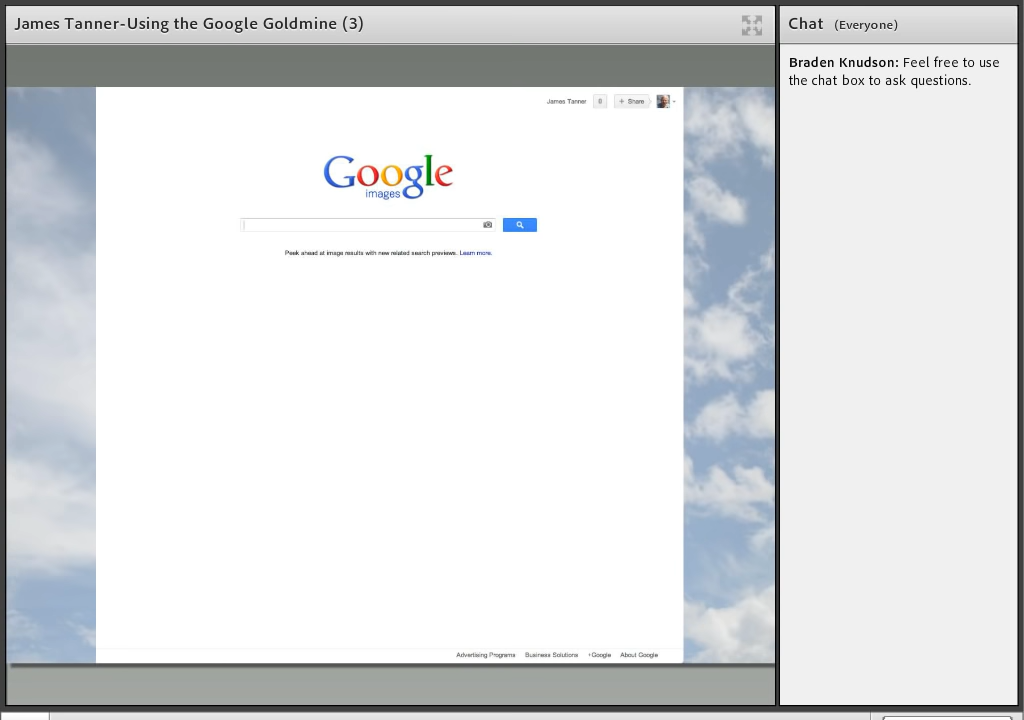 James Tanner-Using the Google Goldmine (3)
Chat (Everyone)
Braden Knudson: Feel free to use
the chat box to ask questions.
James Tanner 0 + Share
Google
images
Peek ahead at image results with new related search previews. Learn more.
Advertising Programs Business Solutions +Google About Google